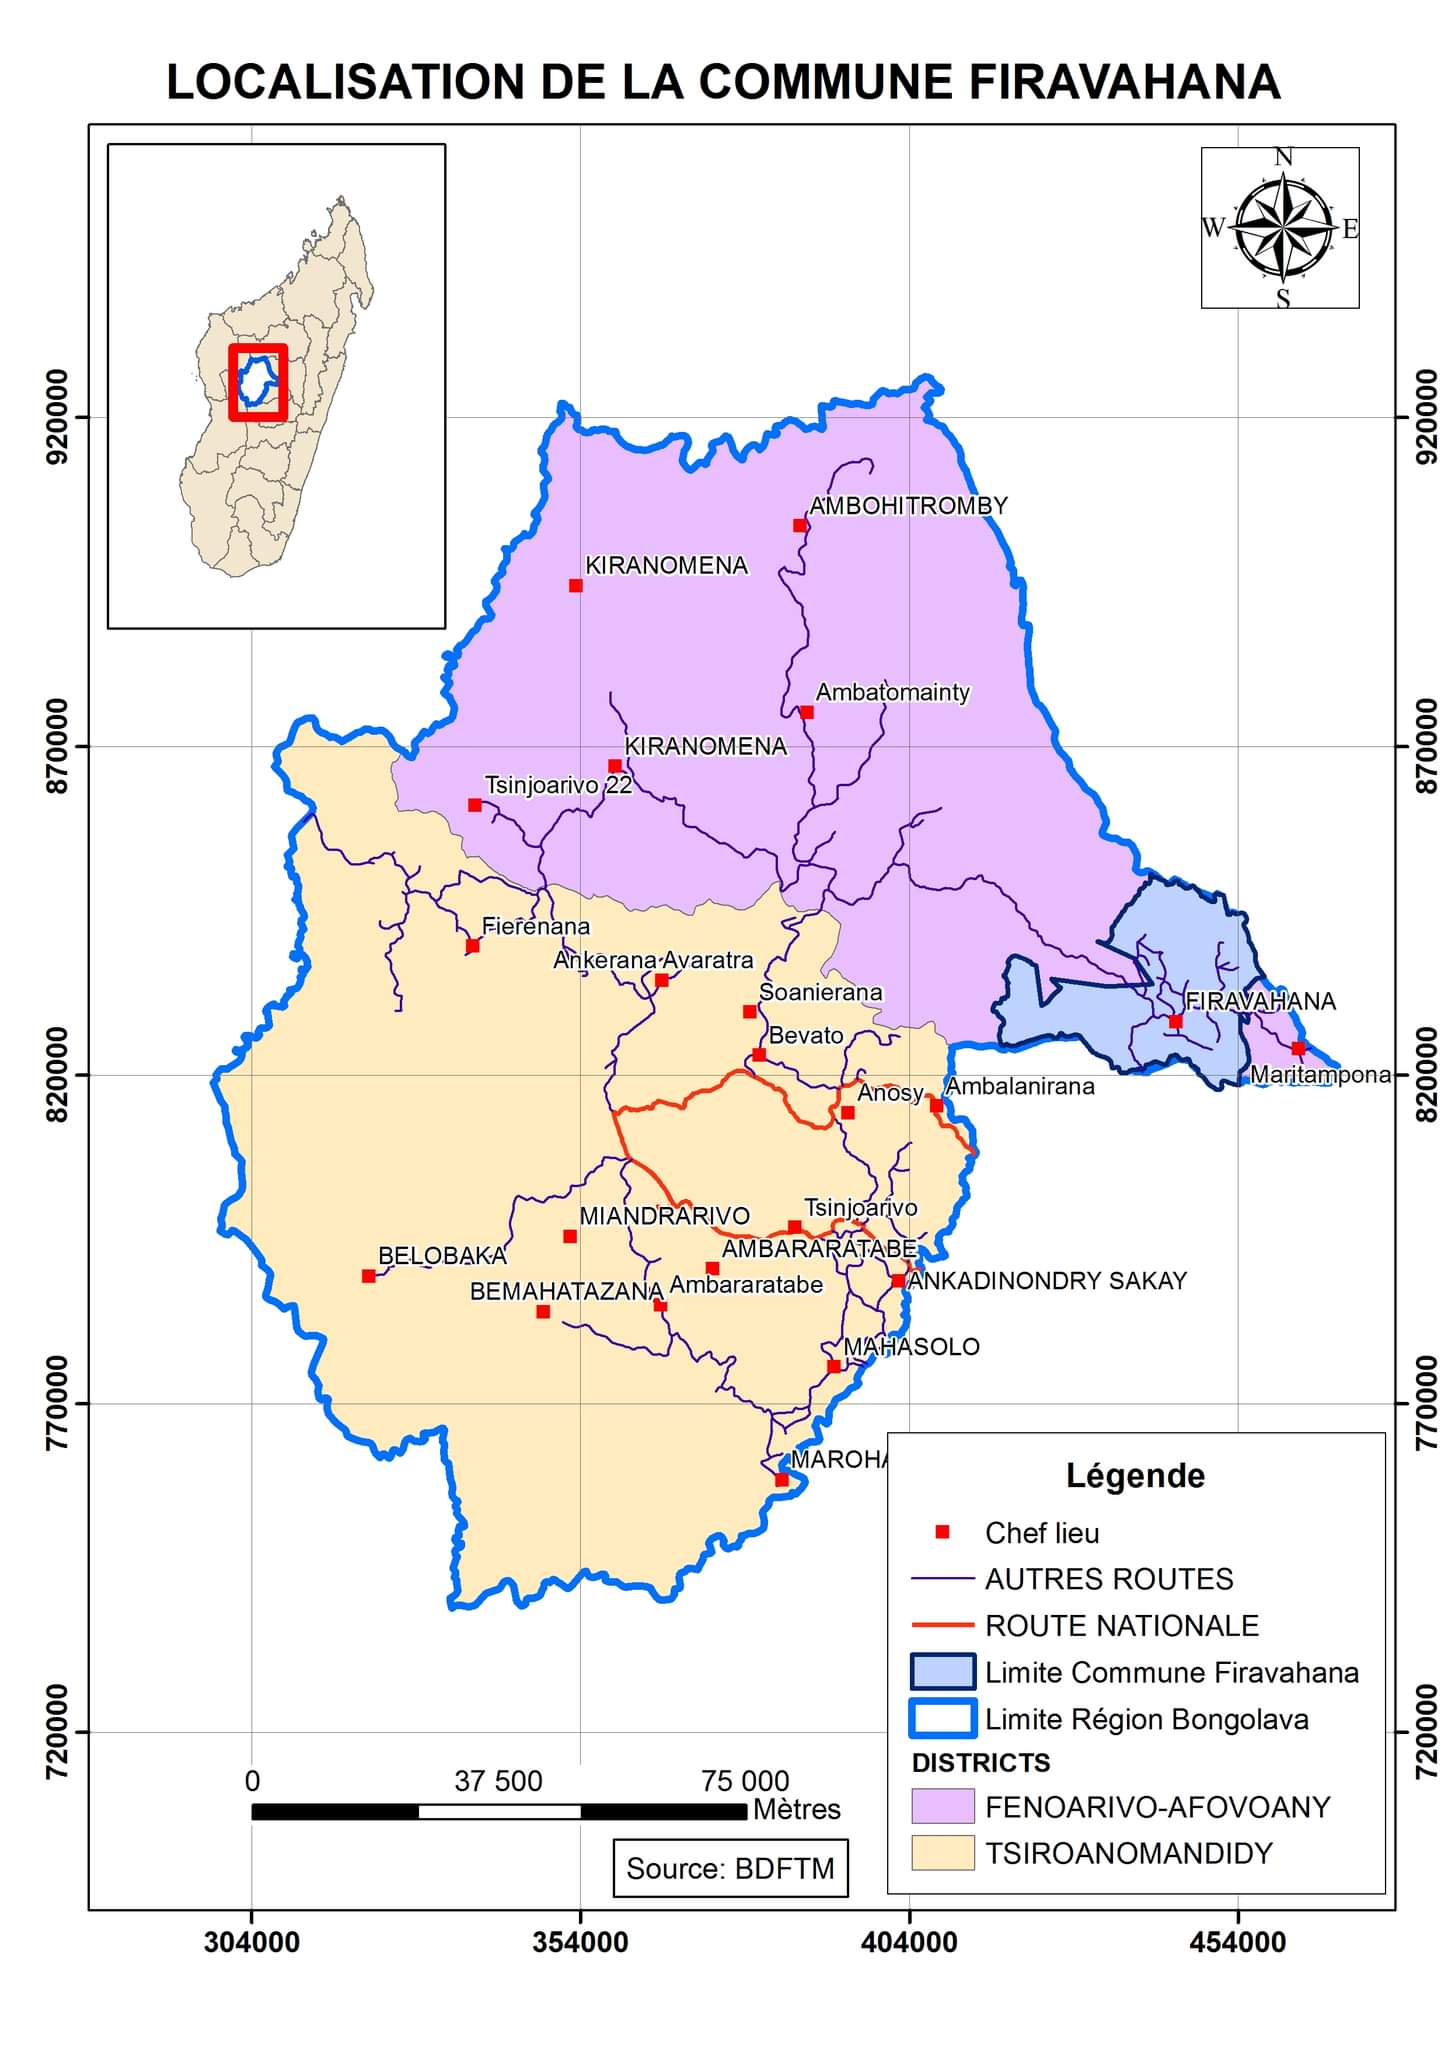 LOCALISATION DE LA COMMUNE FIRAVAHANA
N
W E
S
920000
920000
AMBOHITROMBY
KIRANOMENA
Ambatomainty
870000
KIRANOMENA
870000
Tsinjoarivo 22
Fierenana
Ankerana Avaratra
Soanierana
FIRAVAHANA
Bevato
820000
Maritampona
820000
Anosy
Ambalanirana
Tsinjoarivo
MIANDRARIVO
AMBARARATABE
BELOBAKA
ANKADINONDRY SAKAY
BEMAHATAZANA
Ambararatabe
MAHASOLO
770000
770000
MAROHA
Légende
Chef lieu
AUTRES ROUTES
ROUTE NATIONALE
Limite Commune Firavahana
Limite Région Bongolava
720000
720000
DISTRICTS
FENOARIVO-AFOVOANY
TSIROANOMANDIDY
0 37 500 75 000
Mètres
Source: BDFTM
304000 354000 404000 454000